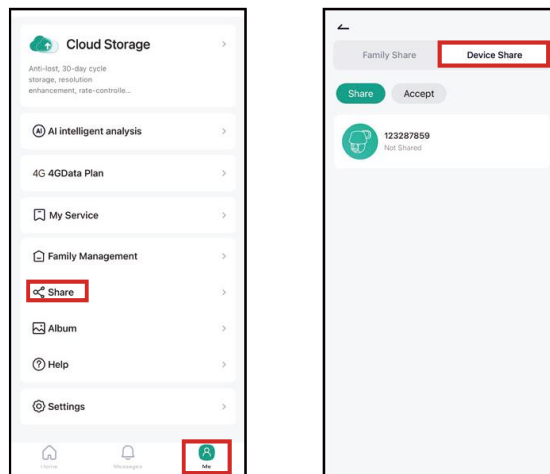 Cloud Storage
Anti-lost, 30-day cycle
storage, resolution
enhancement, rate-controlle...
AI AI intelligent analysis
4G 4GData Plan
My Service
Family Management
Share
Album
Help
Settings
Home Messages Me
Family Share Device Share
Share Accept
123287859
Not Shared